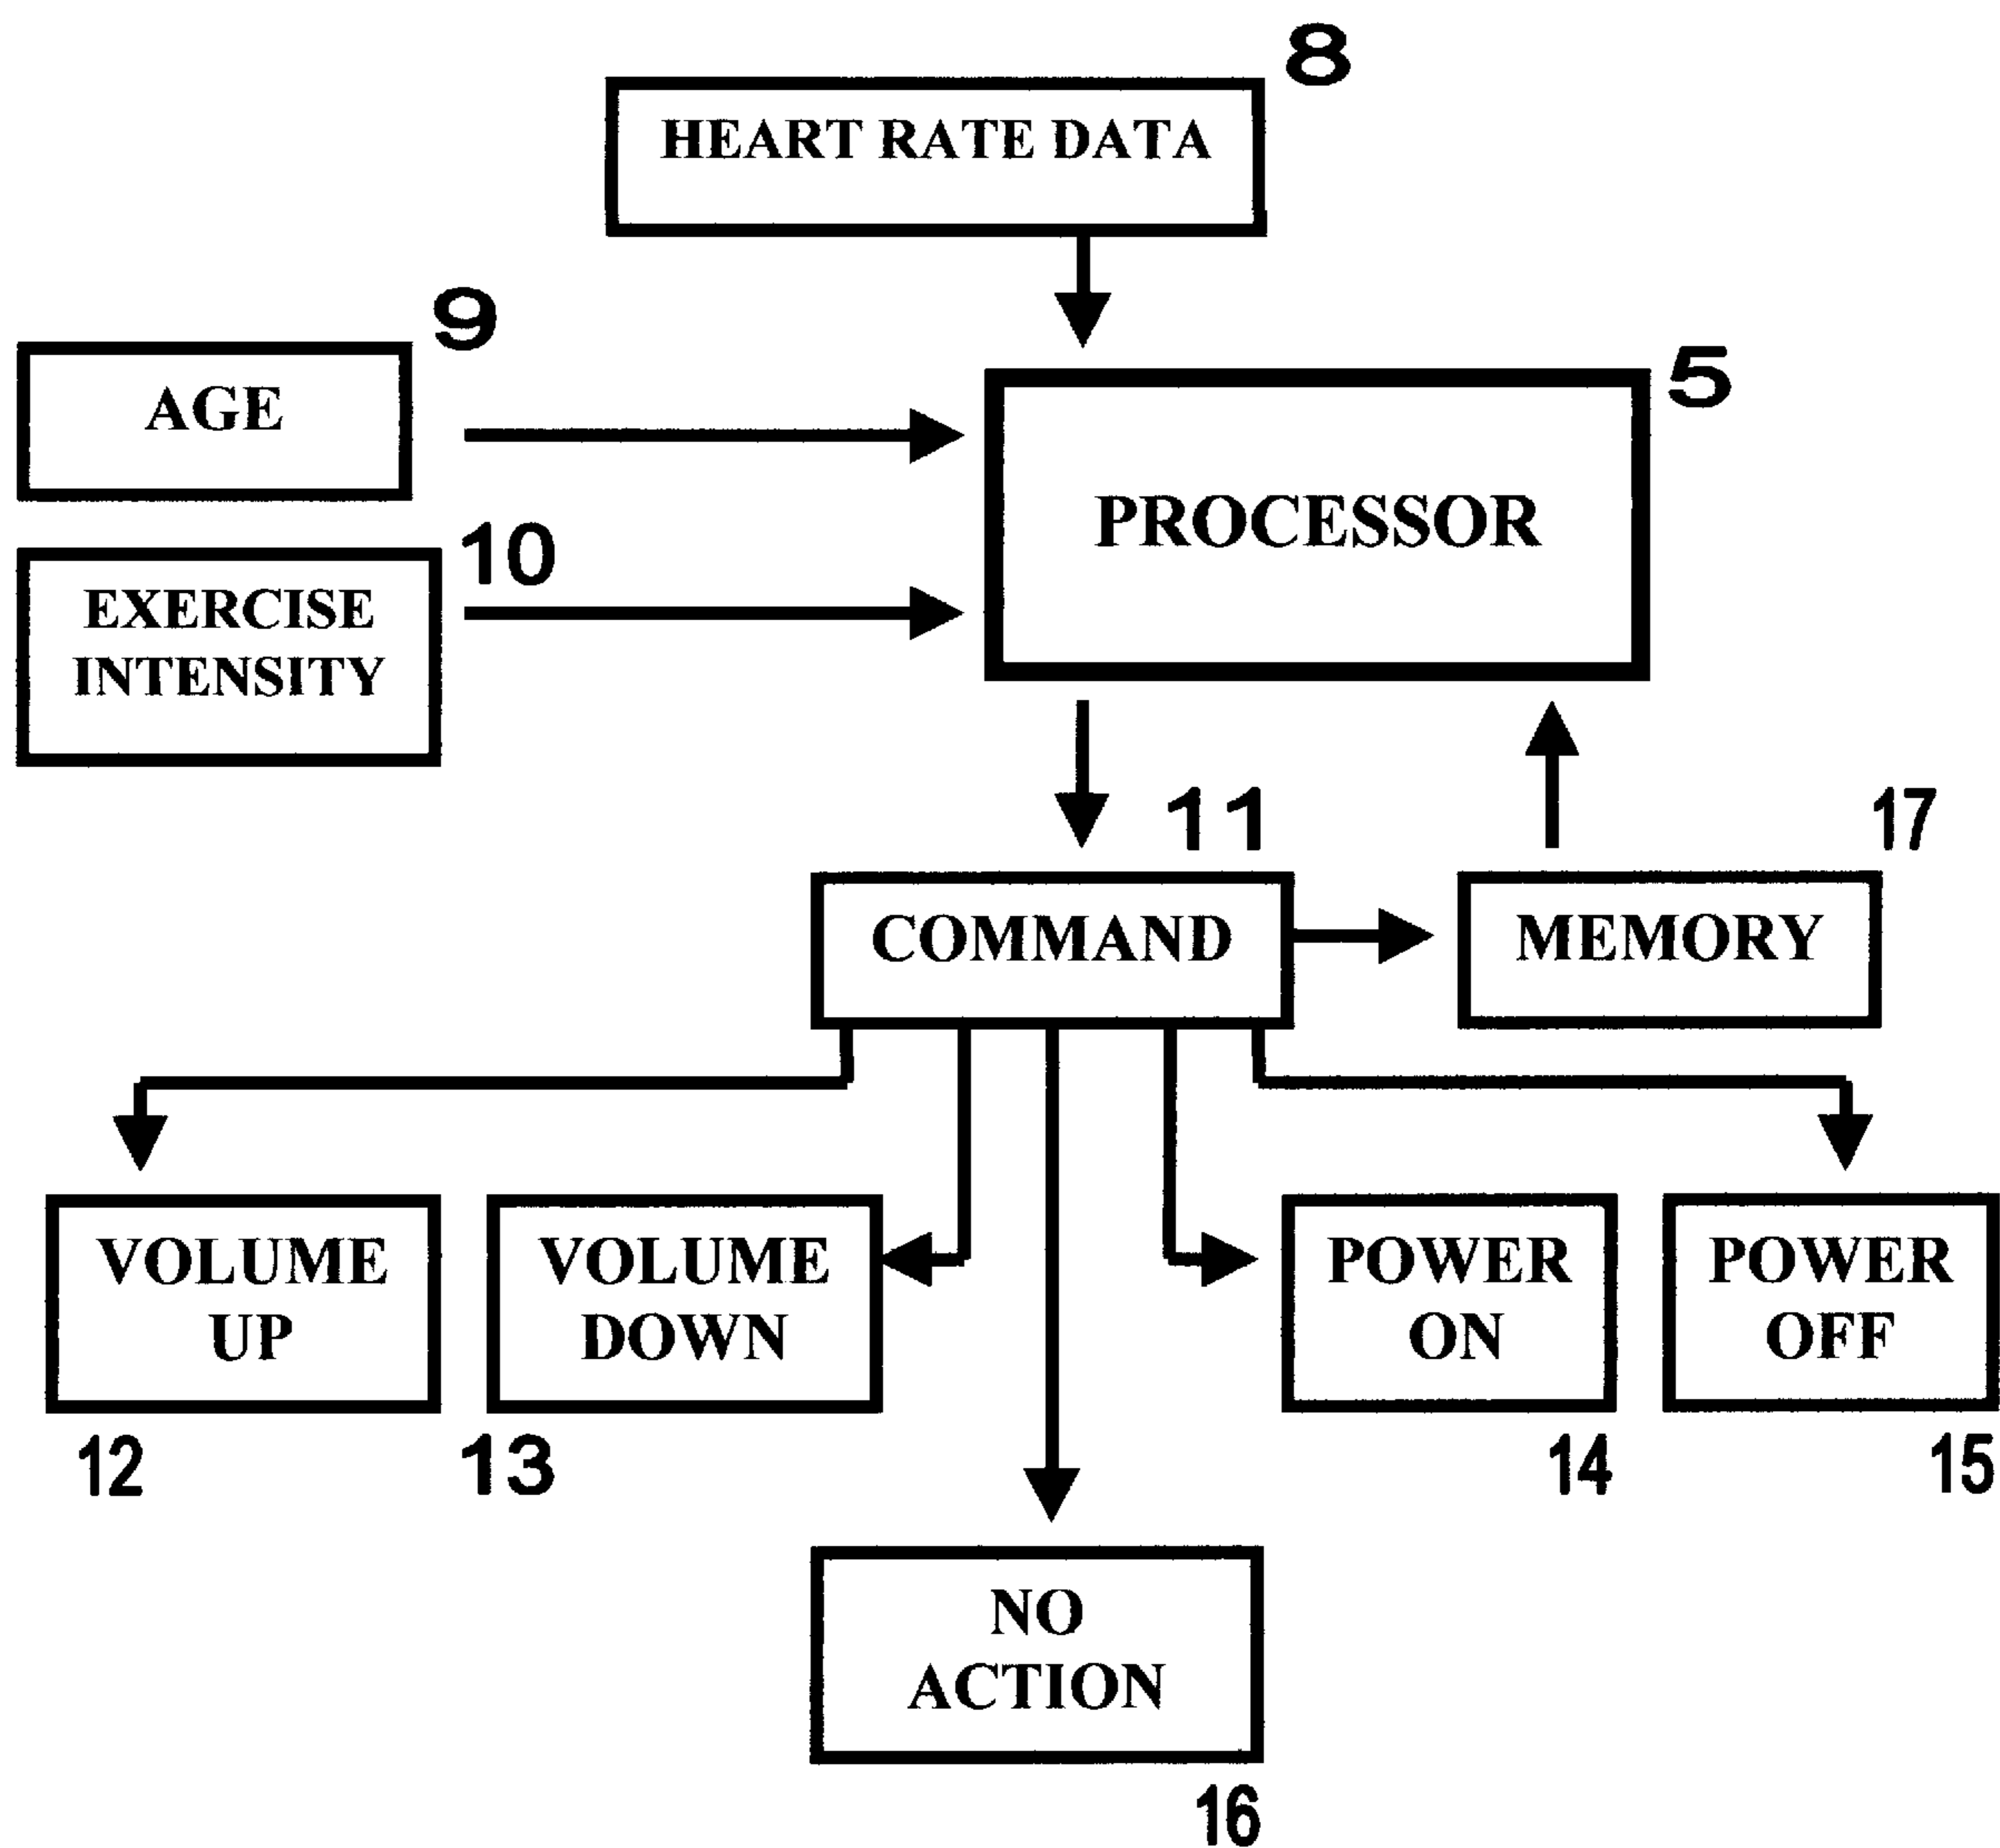 8
HEART RATE DATA
9
AGE
5
PROCESSOR
10
EXERCISE
INTENSITY
11
COMMAND
17
MEMORY
VOLUME
UP
12
VOLUME
DOWN
13
POWER
ON
14
POWER
OFF
15
NO
ACTION
16